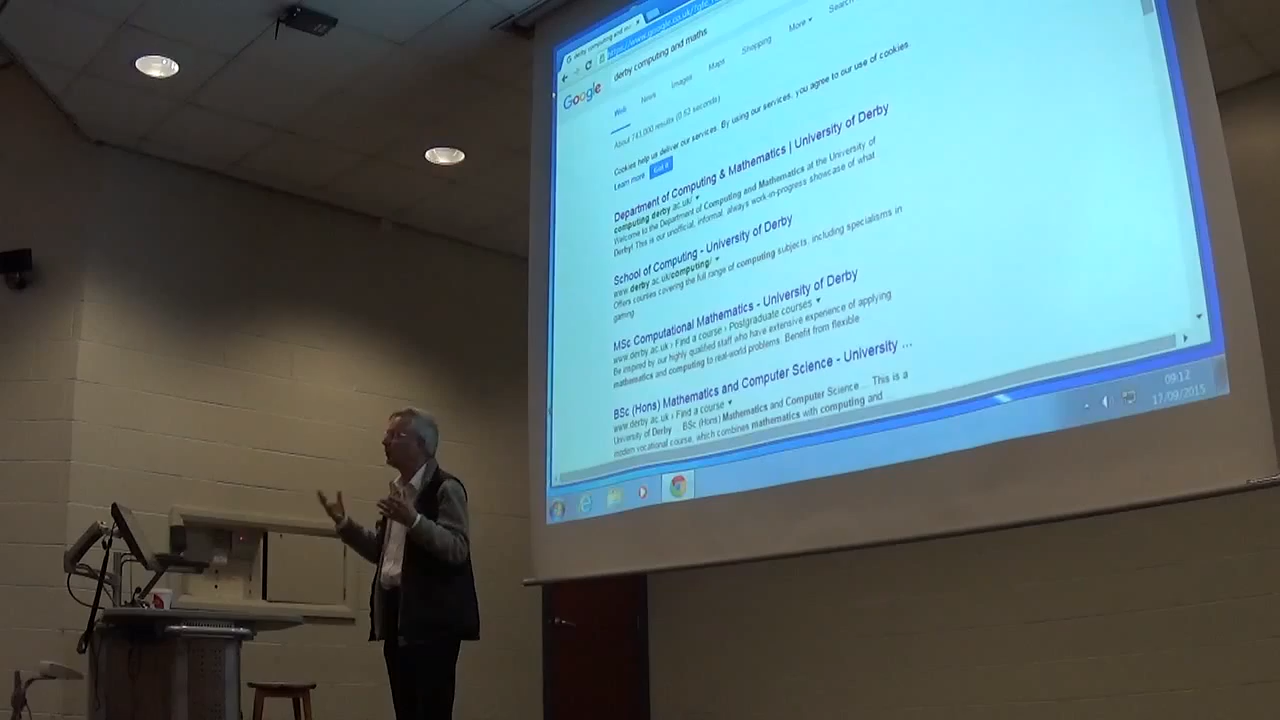 derby computing and maths
Google
Web News Images Maps Shopping More Search
About 743,000 results (0.53 seconds)
Cookies help us deliver our services. By using our services, you agree to our use of cookies.
Learn more Got it
Department of Computing & Mathematics | University of Derby
computing.derby.ac.uk/
Welcome to the Department of Computing and Mathematics at the University of
Derby! This is our unofficial, informal, always work-in-progress showcase of what
School of Computing - University of Derby
www.derby.ac.uk/computing/
Offers courses covering the full range of computing subjects, including specialisms in
gaming
MSc Computational Mathematics - University of Derby
www.derby.ac.uk › Find a course › Postgraduate courses
Be inspired by our highly qualified staff who have extensive experience of applying
mathematics and computing to real-world problems. Benefit from flexible
BSc (Hons) Mathematics and Computer Science - University ...
www.derby.ac.uk › Find a course
University of Derby BSc (Hons) Mathematics and Computer Science ... This is a
modern vocational course, which combines mathematics with computing and
09:12
17/09/2015